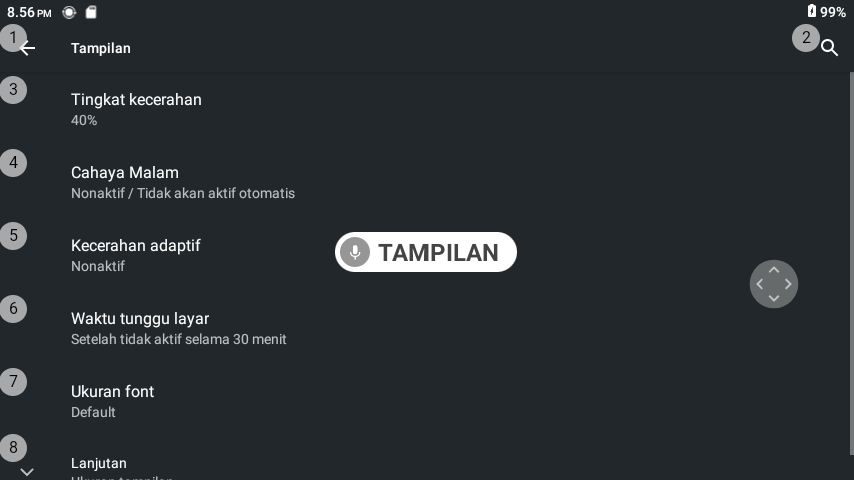 8.56 PM
99%
1
Tampilan
2
3
Tingkat kecerahan
40%
4
Cahaya Malam
Nonaktif / Tidak akan aktif otomatis
5
Kecerahan adaptif
Nonaktif
TAMPILAN
6
Waktu tunggu layar
Setelah tidak aktif selama 30 menit
7
Ukuran font
Default
8
Lanjutan
Ukuran tampilan